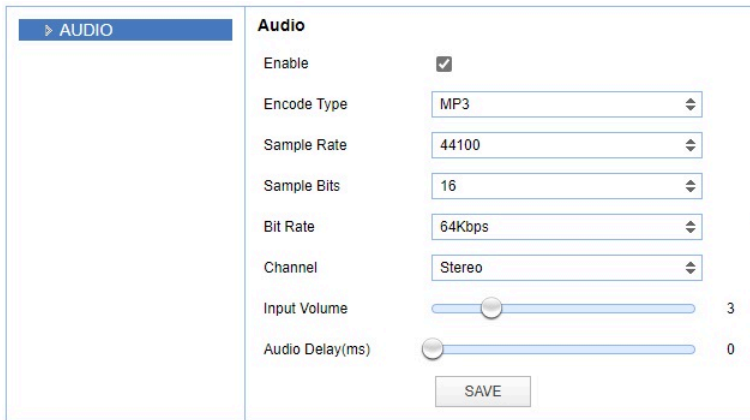 AUDIO
Audio
Enable
Encode Type MP3
Sample Rate 44100
Sample Bits 16
Bit Rate 64Kbps
Channel Stereo
Input Volume 3
Audio Delay(ms) 0
SAVE